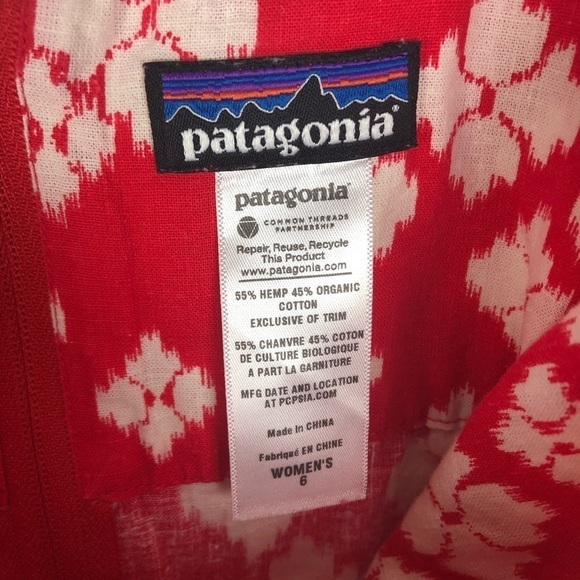 patagonia®
patagonia®
COMMON THREADS
PARTNERSHIP
Repair, Reuse, Recycle
This Product
www.patagonia.com
55% HEMP 45% ORGANIC
COTTON
EXCLUSIVE OF TRIM
55% CHANVRE 45% COTON
DE CULTURE BIOLOGIQUE
A PART LA GARNITURE
MFG DATE AND LOCATION
AT PCPSIA.COM
Made In CHINA
Fabriqué EN CHINE
WOMEN'S
6